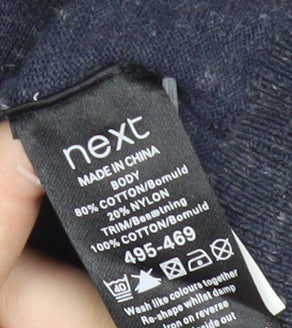 next
MADE IN CHINA
BODY
80% COTTON/Bomuld
20% NYLON
TRIM/Besætning
100% COTTON/Bomuld
495-469
40
Wash like colours together
Re-shape whilst damp
Iron on reverse